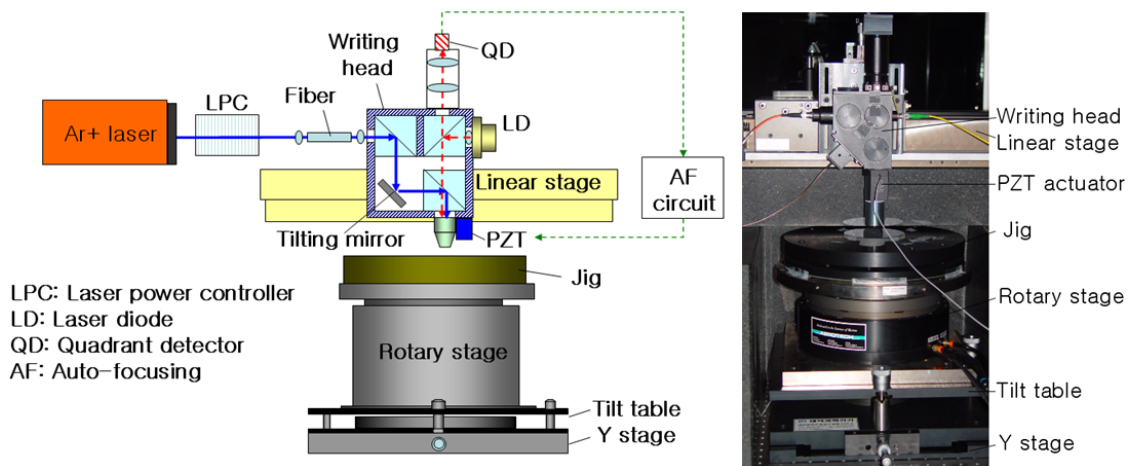 Writing
head
QD
LPC
Fiber
Ar+ laser
LD
Linear stage
AF
circuit
Tilting mirror
PZT
Jig
LPC: Laser power controller
LD: Laser diode
QD: Quadrant detector
AF: Auto-focusing
Rotary stage
Tilt table
Y stage
Writing head
Linear stage
PZT actuator
Jig
Rotary stage
Tilt table
Y stage